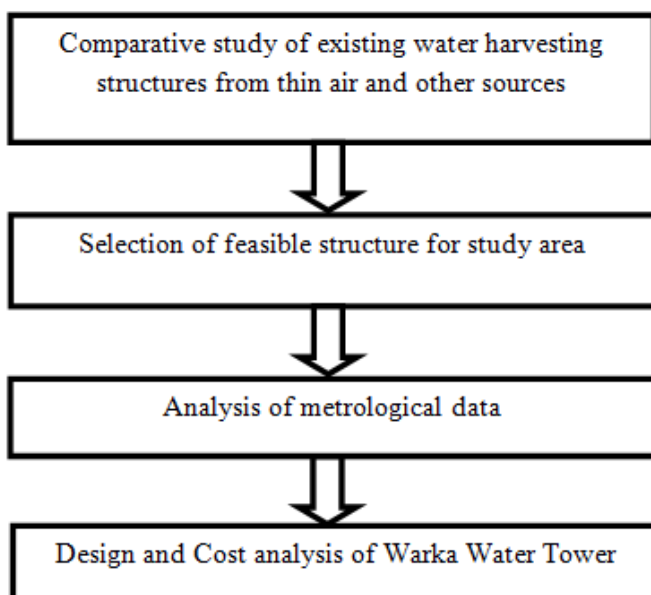 Comparative study of existing water harvesting
structures from thin air and other sources
Selection of feasible structure for study area
Analysis of metrological data
Design and Cost analysis of Warka Water Tower